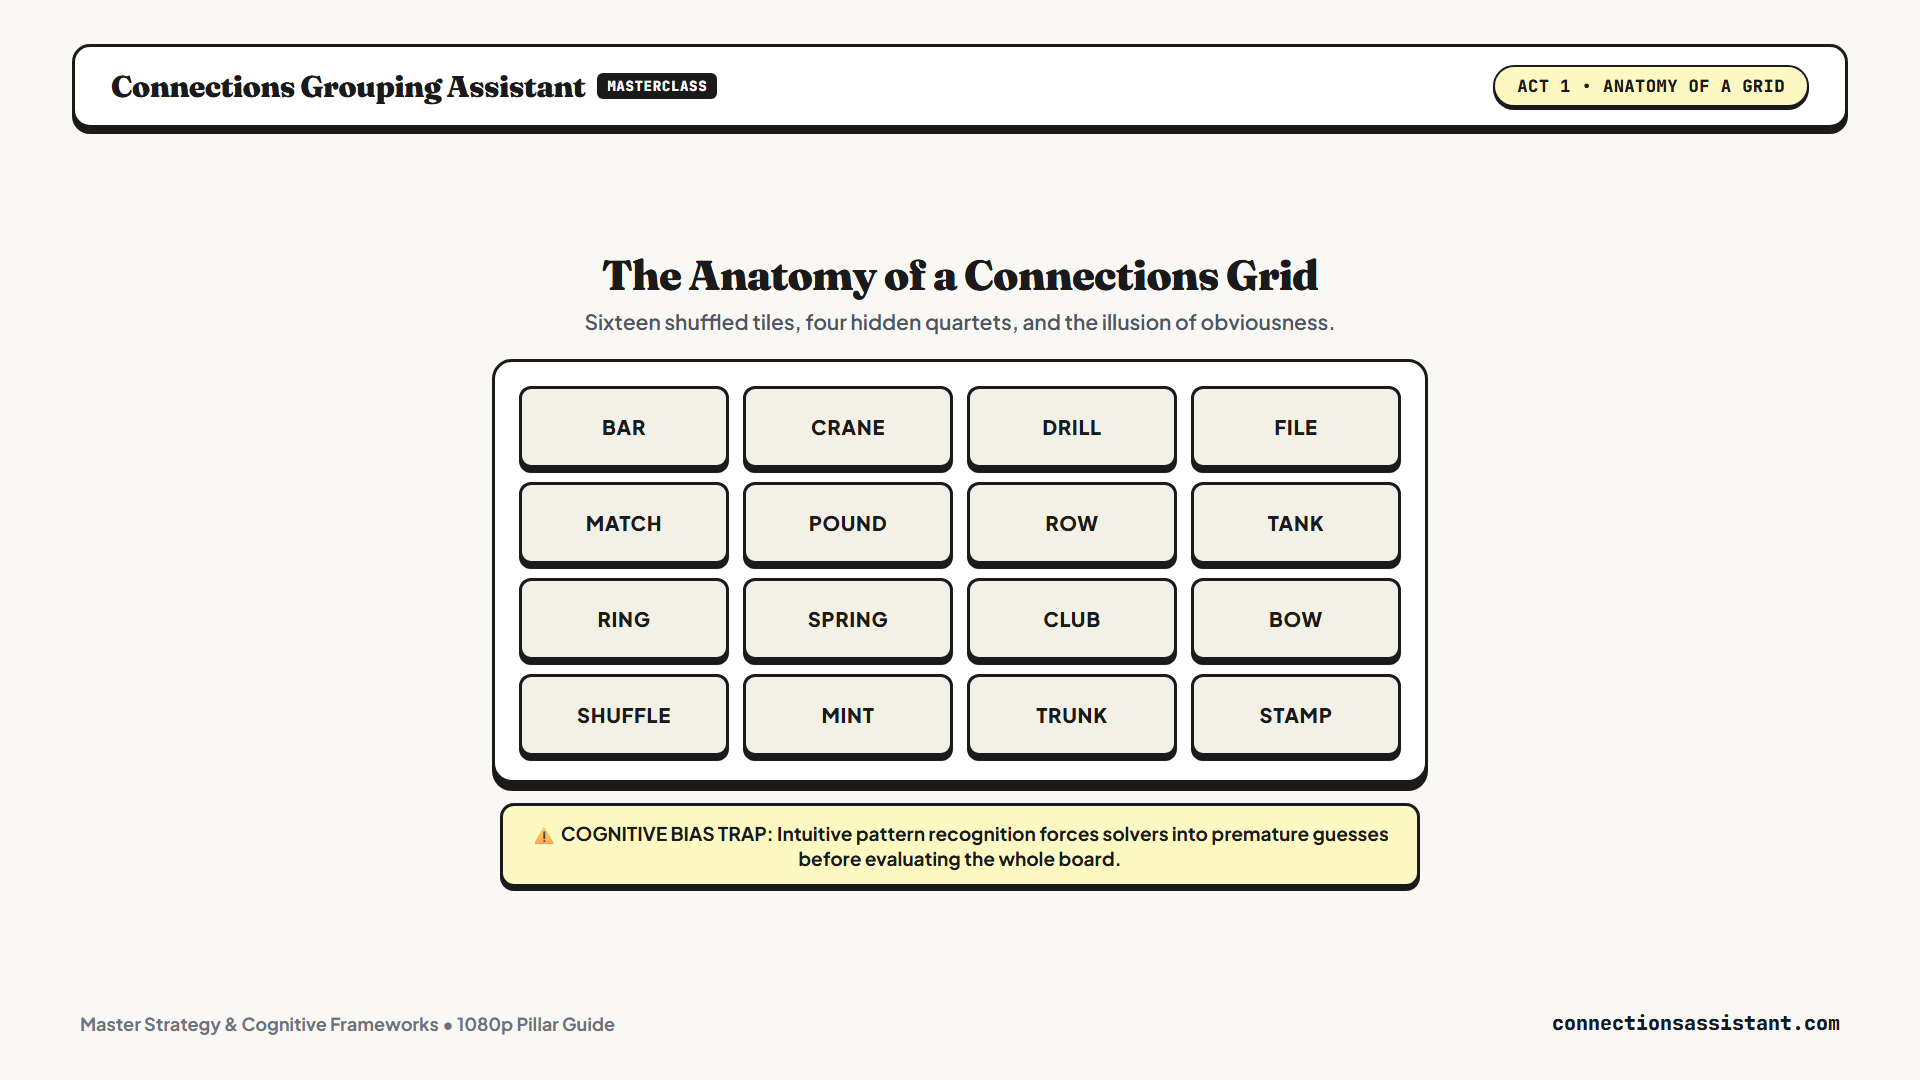 Connections Grouping Assistant MASTERCLASS
ACT 1 • ANATOMY OF A GRID
The Anatomy of a Connections Grid
Sixteen shuffled tiles, four hidden quartets, and the illusion of obviousness.
BAR CRANE DRILL FILE
MATCH POUND ROW TANK
RING SPRING CLUB BOW
SHUFFLE MINT TRUNK STAMP
⚠️ COGNITIVE BIAS TRAP: Intuitive pattern recognition forces solvers into premature guesses
before evaluating the whole board.
Master Strategy & Cognitive Frameworks • 1080p Pillar Guide
connectionsassistant.com